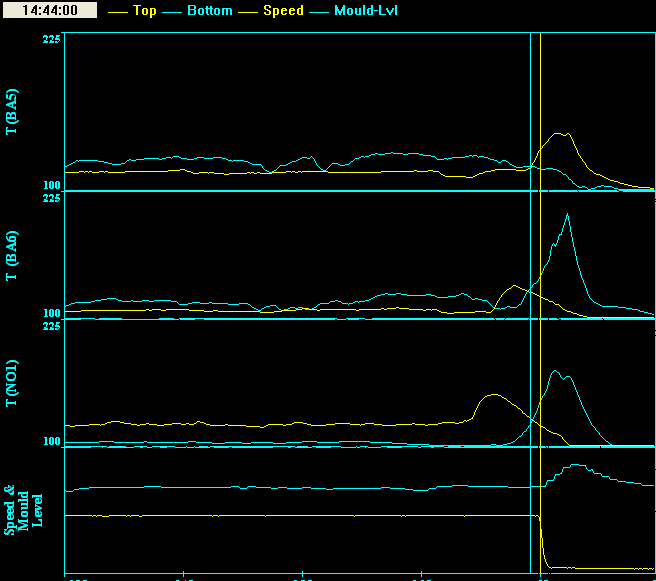 14:44:00 Top Bottom Speed Mould-Lvl
225
T (BA5)
100
225
T (BA6)
100
225
T (NO1)
100
Speed &
Mould
Level